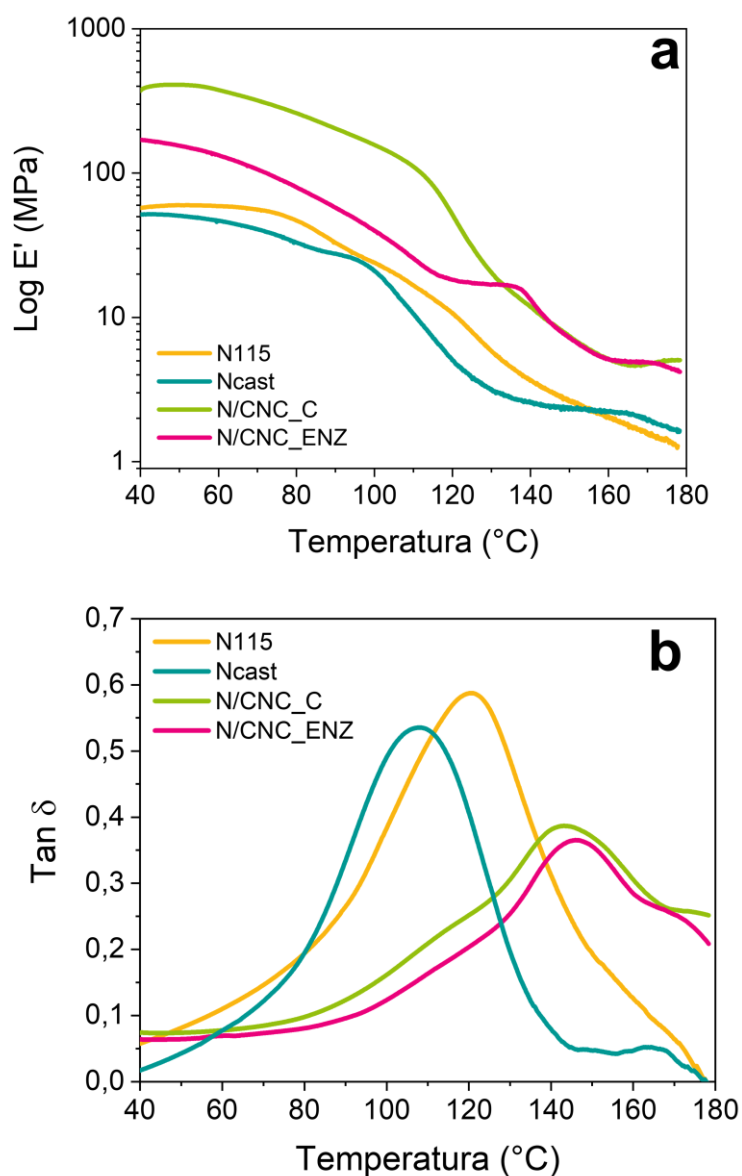 a
1000
100
10
1
Log E' (MPa)
N115
Ncast
N/CNC_C
N/CNC_ENZ
40 60 80 100 120 140 160 180
Temperatura (°C)
b
0,7
0,6
0,5
0,4
0,3
0,2
0,1
0,0
Tan δ
N115
Ncast
N/CNC_C
N/CNC_ENZ
40 60 80 100 120 140 160 180
Temperatura (°C)